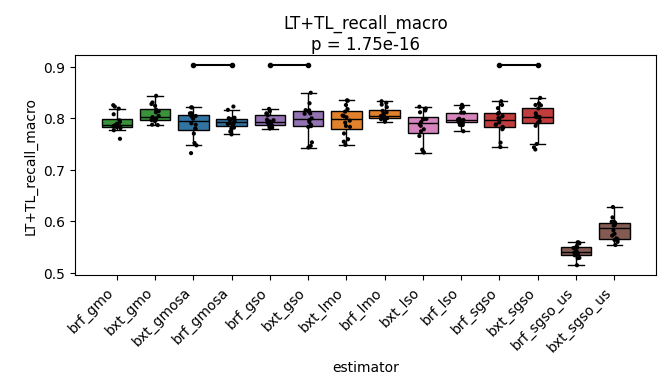 LT+TL_recall_macro
p = 1.75e-16
LT+TL_recall_macro
0.9
0.8
0.7
0.6
0.5
brf_gmo
bxt_gmo
bxt_gmosa
brf_gmosa
brf_gso
bxt_gso
bxt_lmo
brf_lmo
bxt_lso
brf_lso
brf_sgso
bxt_sgso
brf_sgso_us
bxt_sgso_us
estimator